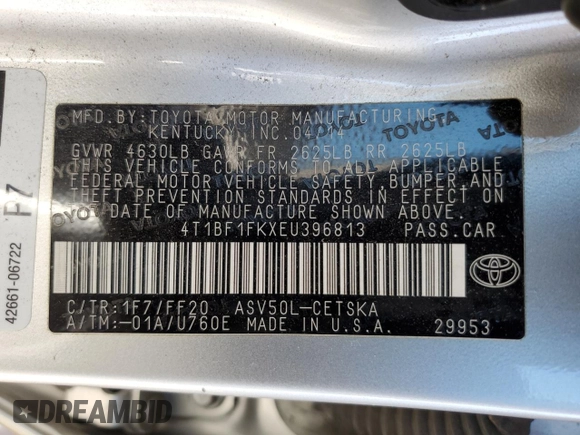 MFD.BY:TOYOTA MOTOR MANUFACTURING
KENTUCKY, INC. 04/14
GVWR 4630LB GAWR FR 2625LB RR 2625LB
THIS VEHICLE CONFORMS TO ALL APPLICABLE
FEDERAL MOTOR VEHICLE SAFETY, BUMPER, AND
THEFT PREVENTION STANDARDS IN EFFECT ON
THE DATE OF MANUFACTURE SHOWN ABOVE.
4T1BF1FKXEU396813 PASS.CAR
C/TR:1F7/FF20 ASV50L-CETSKA
A/TM:-01A/U760E MADE IN U.S.A. 29953
TOYOTA
42661-06722
P7
DREAMBID